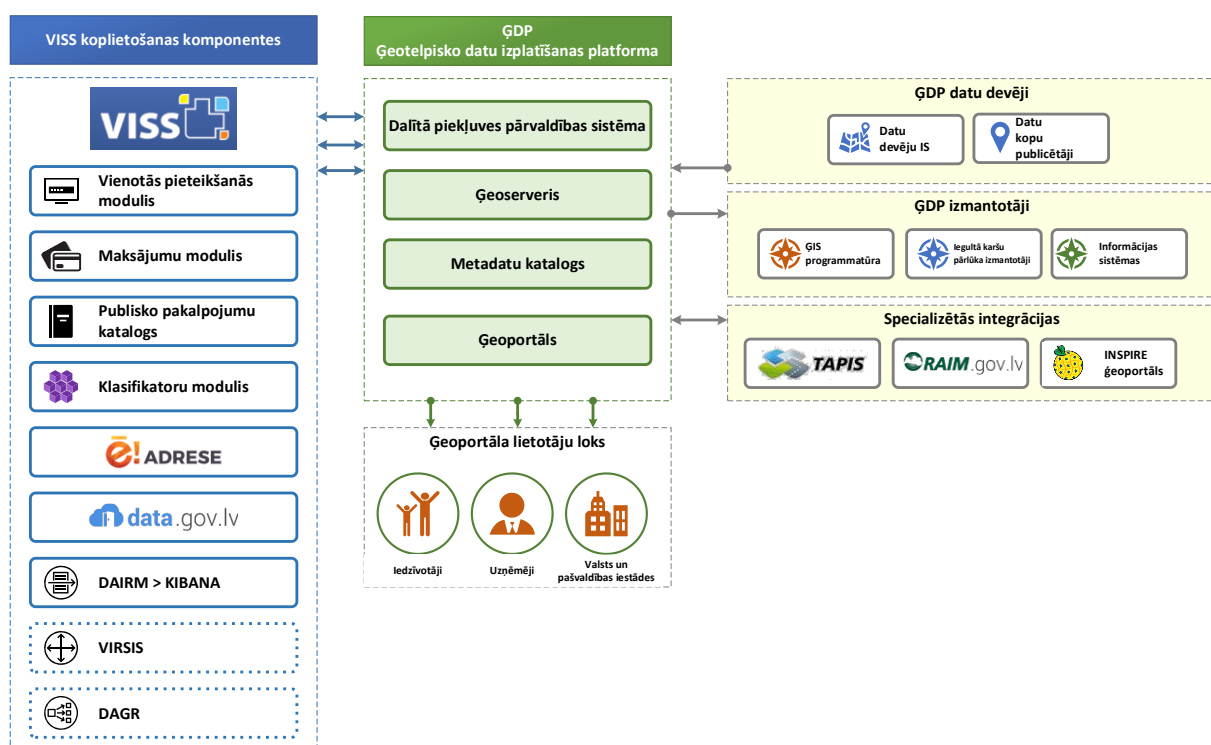 VISS koplietošanas komponentes
VISS
Vienotās pieteikšanās
modulis
Maksājumu modulis
Publisko pakalpojumu
katalogs
Klasifikatoru modulis
ē! ADRESE
data.gov.lv
DAIRM > KIBANA
VIRSIS
DAGR
ĢDP
Ģeotelpisko datu izplatīšanas platforma
Dalītā piekļuves pārvaldības sistēma
Ģeoserveris
Metadatu katalogs
Ģeoportāls
Ģeoportāla lietotāju loks
Iedzīvotāji
Uzņēmēji
Valsts un
pašvaldības iestādes
ĢDP datu devēji
Datu
devēju IS
Datu
kopu
publicētāji
ĢDP izmantotāji
ĢIS
programmatūra
Iegultā karšu
pārlūka izmantotāji
Informācijas
sistēmas
Specializētās integrācijas
TAPIS
RAIM.gov.lv
INSPIRE
ģeoportāls